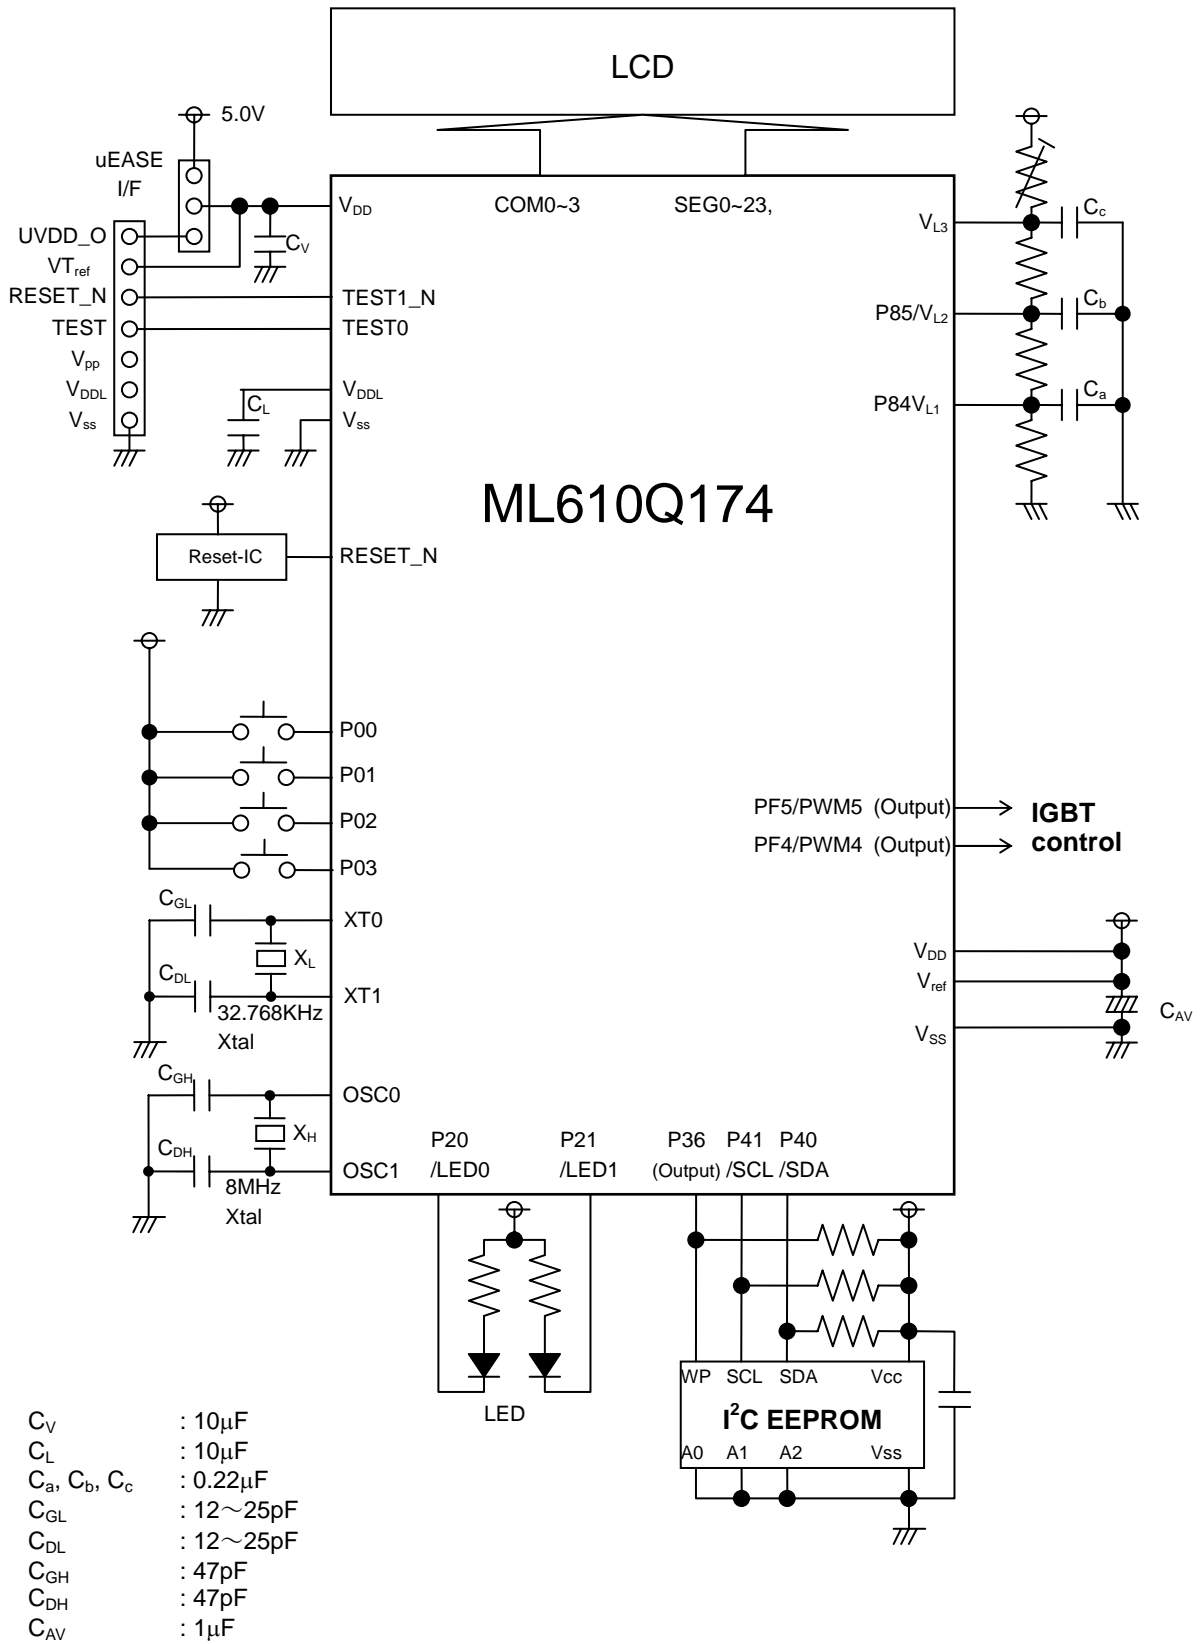 LCD
5.0V
uEASE
I/F
UVDD_O
VTref
RESET_N
TEST
Vpp
VDDL
Vss
VDD
CV
TEST1_N
TEST0
VDDL
CL
Vss
COM0~3
SEG0~23,
VL3
Cc
P85/VL2
Cb
P84VL1
Ca
ML610Q174
Reset-IC
RESET_N
P00
P01
P02
P03
PF5/PWM5 (Output)
PF4/PWM4 (Output)
IGBT
control
CGL
XT0
XL
CDL
XT1
32.768KHz
Xtal
VDD
Vref
CAV
VSS
CGH
OSC0
XH
CDH
OSC1
8MHz
Xtal
P20
/LED0
P21
/LED1
P36
(Output)
P41
/SCL
P40
/SDA
LED
WP SCL SDA Vcc
I²C EEPROM
A0 A1 A2 Vss
CV : 10μF
CL : 10μF
Ca, Cb, Cc : 0.22μF
CGL : 12～25pF
CDL : 12～25pF
CGH : 47pF
CDH : 47pF
CAV : 1μF